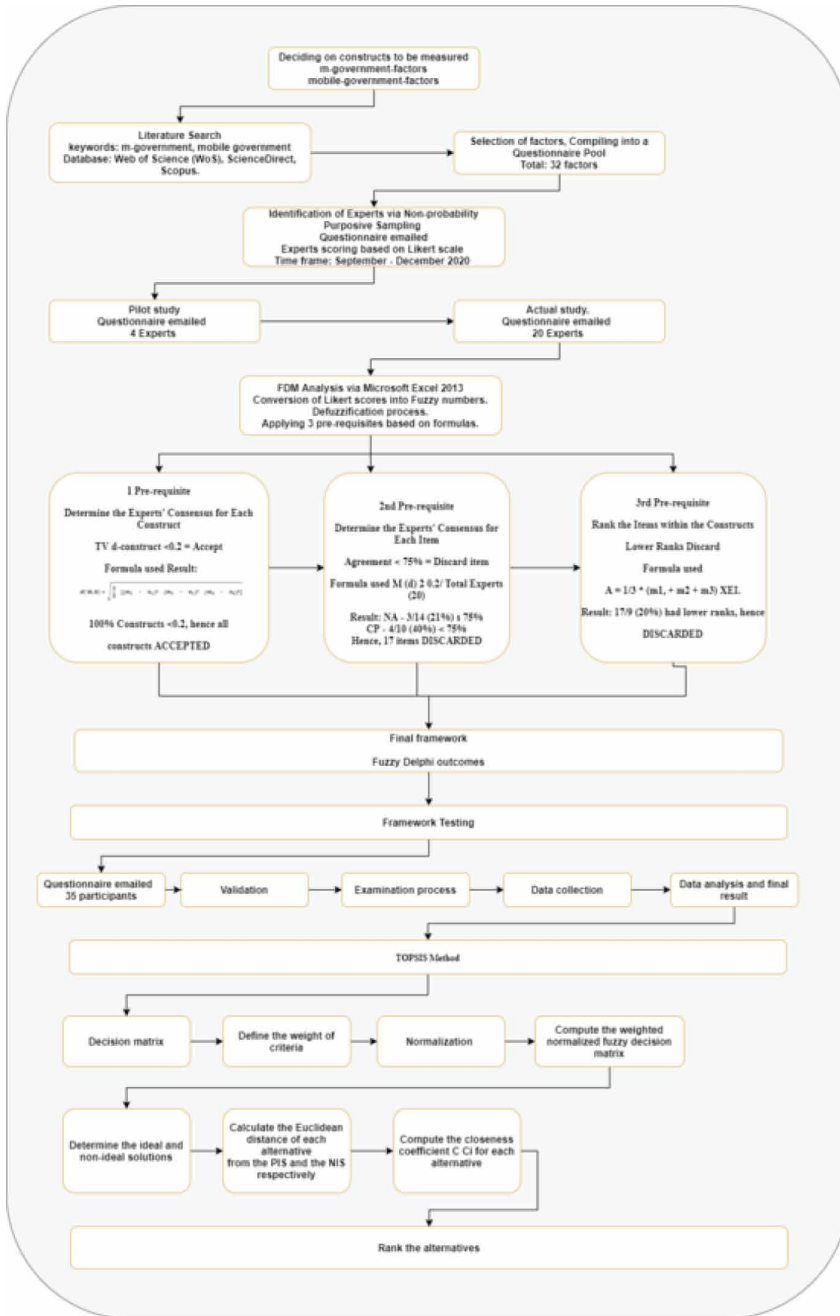 Deciding on constructs to be measured
m-government-factors
mobile-government-factors
Literature Search
keywords: m-government, mobile government
Database: Web of Science (WoS), ScienceDirect,
Scopus.
Selection of factors, Compiling into a
Questionnaire Pool
Total: 32 factors
Identification of Experts via Non-probability
Purposive Sampling
Questionnaire emailed
Experts scoring based on Likert scale
Time frame: September - December 2020
Pilot study
Questionnaire emailed
4 Experts
Actual study.
Questionnaire emailed
20 Experts
FDM Analysis via Microsoft Excel 2013
Conversion of Likert scores into Fuzzy numbers.
Defuzzification process.
Applying 3 pre-requisites based on formulas.
1 Pre-requisite
Determine the Experts' Consensus for Each
Construct
TV d-construct <0.2 = Accept
Formula used Result:
100% Constructs <0.2, hence all
constructs ACCEPTED
2nd Pre-requisite
Determine the Experts' Consensus for
Each Item
Agreement < 75% = Discard item
Formula used M (d) 2 0.2/ Total Experts
(20)
Result: NA - 3/14 (21%) s 75%
CP - 4/10 (40%) < 75%
Hence, 17 items DISCARDED
3rd Pre-requisite
Rank the Items within the Constructs
Lower Ranks Discard
Formula used
A = 1/3 * (m1, + m2 + m3) XEL
Result: 17/9 (20%) had lower ranks, hence
DISCARDED
Final framework
Fuzzy Delphi outcomes
Framework Testing
Questionnaire emailed
35 participants
Validation
Examination process
Data collection
Data analysis and final
result
TOPSIS Method
Decision matrix
Define the weight of
criteria
Normalization
Compute the weighted
normalized fuzzy decision
matrix
Determine the ideal and
non-ideal solutions
Calculate the Euclidean
distance of each
alternative
from the PIS and the NIS
respectively
Compute the closeness
coefficient C Ci for each
alternative
Rank the alternatives